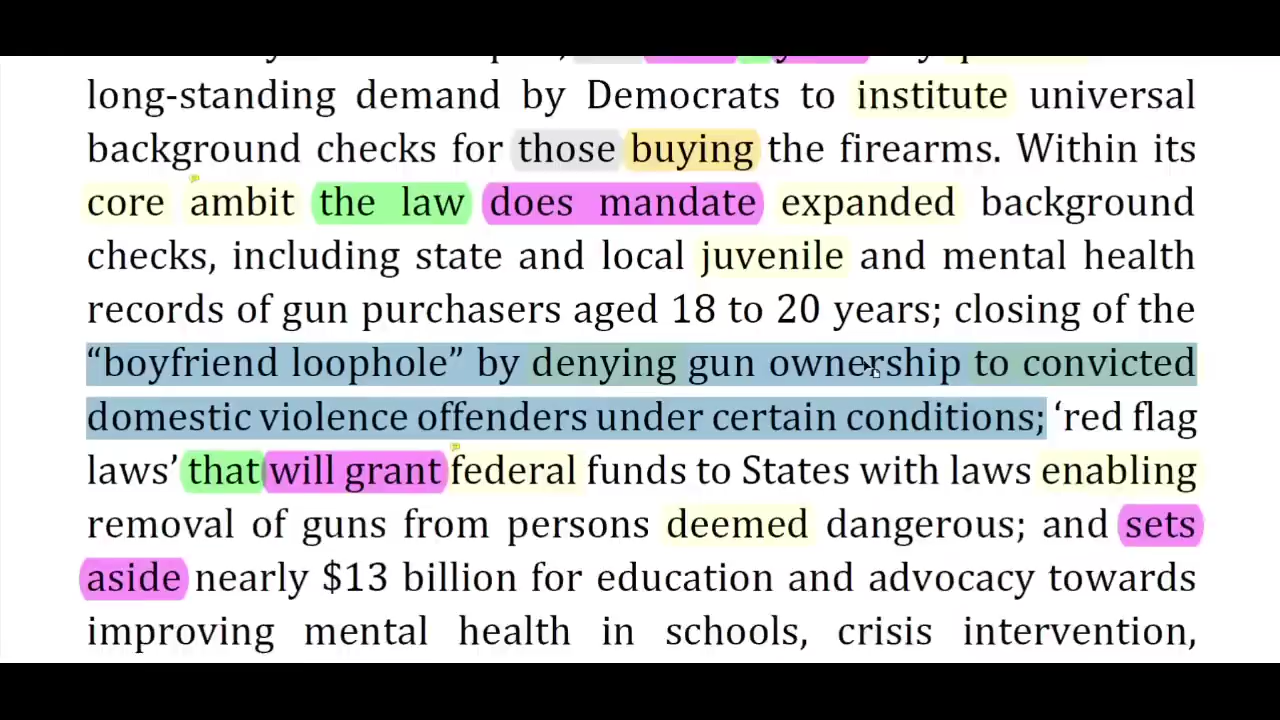 long-standing demand by Democrats to institute universal
background checks for those buying the firearms. Within its
core ambit the law does mandate expanded background
checks, including state and local juvenile and mental health
records of gun purchasers aged 18 to 20 years; closing of the
“boyfriend loophole” by denying gun ownership to convicted
domestic violence offenders under certain conditions; ‘red flag
laws’ that will grant federal funds to States with laws enabling
removal of guns from persons deemed dangerous; and sets
aside nearly $13 billion for education and advocacy towards
improving mental health in schools, crisis intervention,